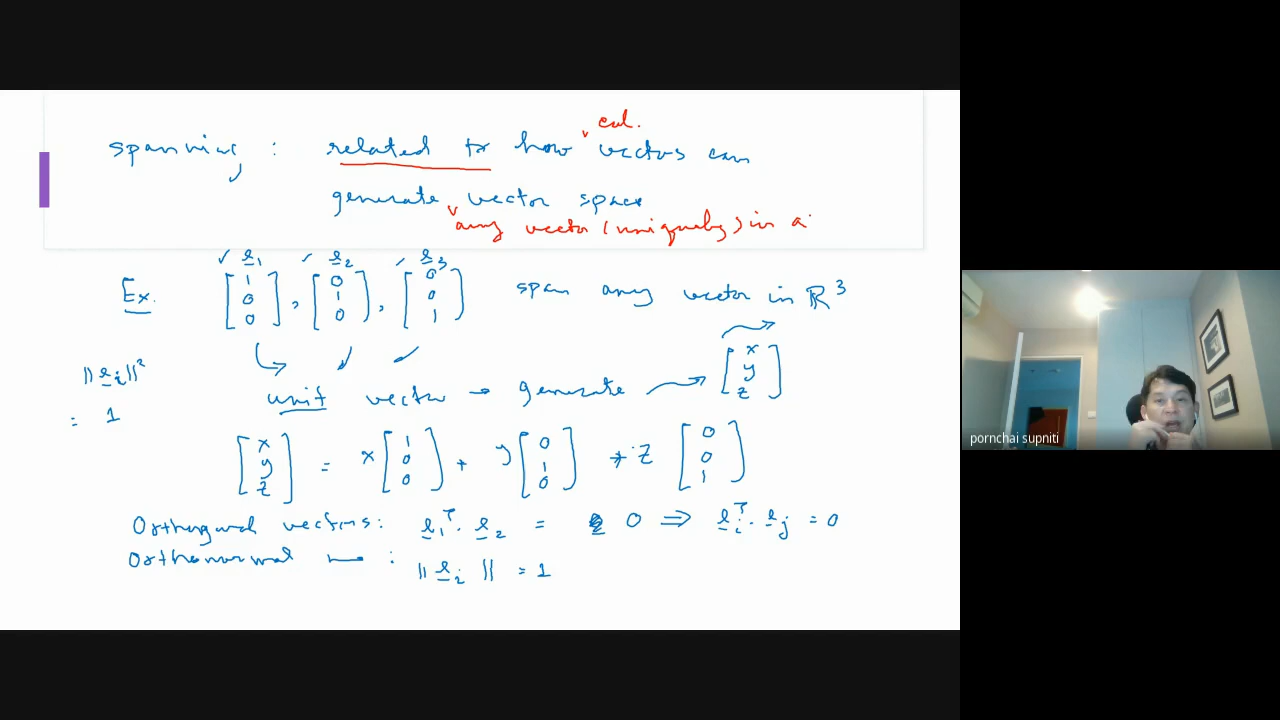 col.
spanning : related to how vectors can
generate vector space
any vector (uniquely) in a
e1 e2 e3
Ex. [1 0 0], [0 1 0], [0 0 1] span any vector in ℝ³
||ei||² = 1
unit vector → generate → [x y z]
[x y z] = x [1 0 0] + y [0 1 0] + z [0 0 1]
Orthogonal vectors: e1ᵀ · e2 = 0 ⇒ eiᵀ · ej = 0
Orthonormal — : ||ei|| = 1
pornchai supniti